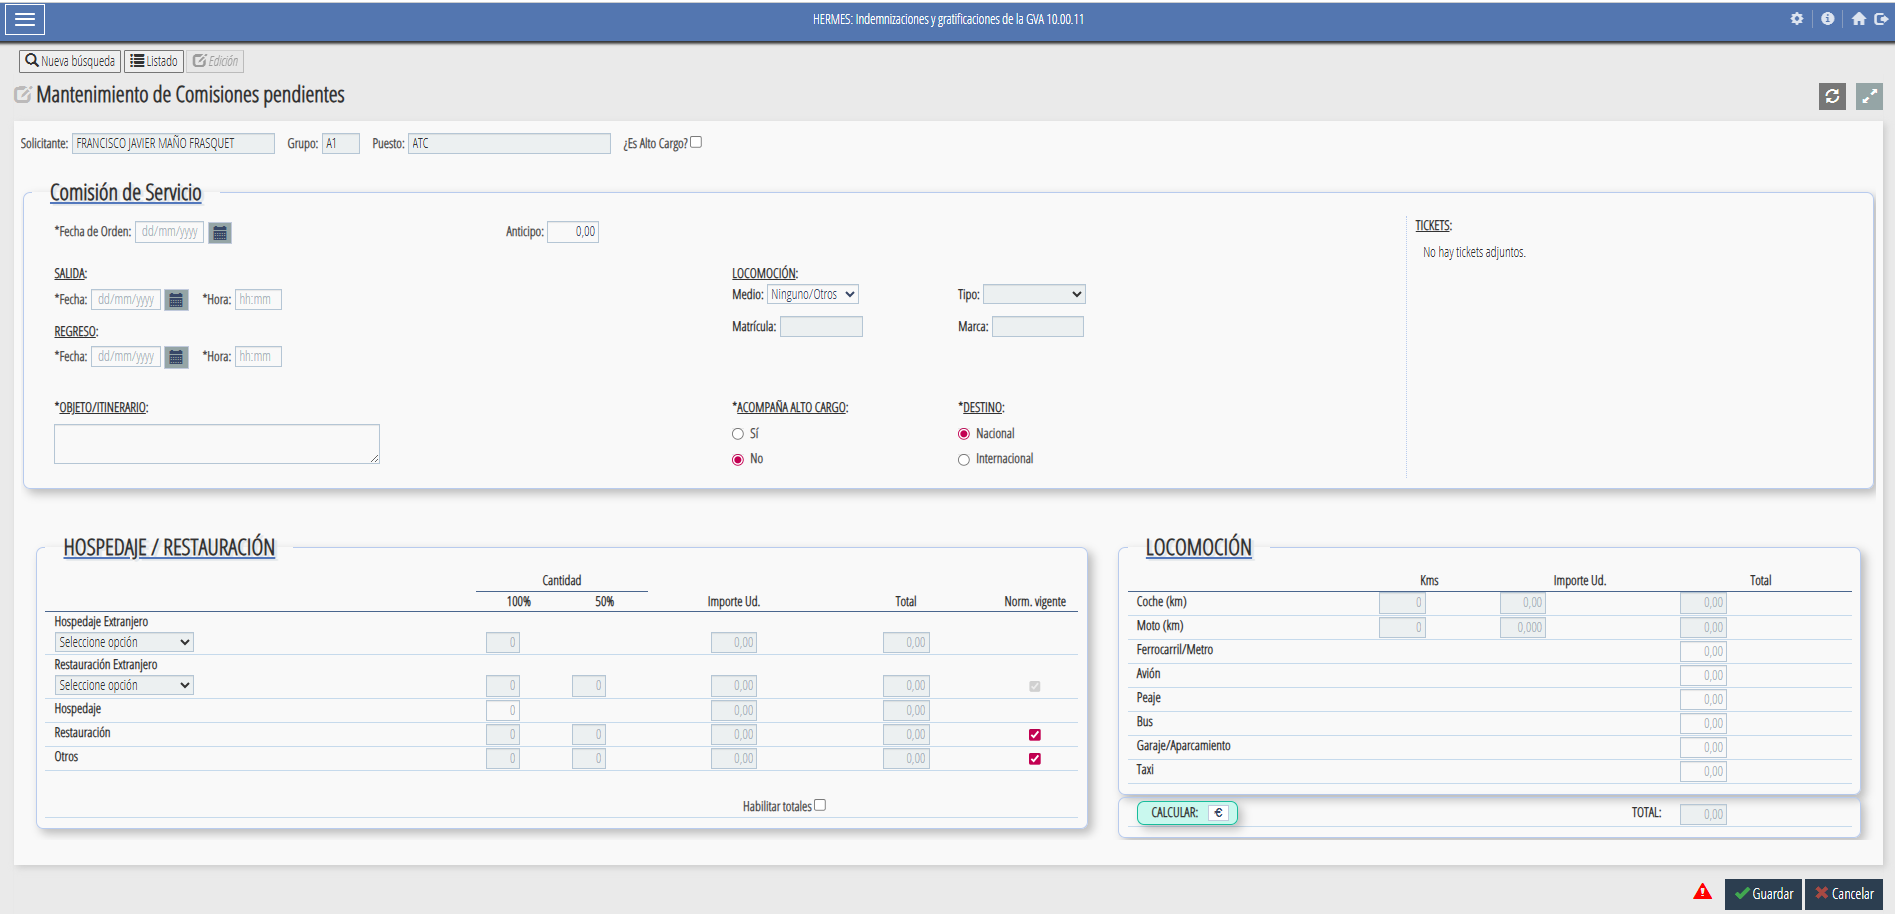 HERMES: Indemnizaciones y gratificaciones de la GVA 10.00.11
Nueva búsqueda Listado Edición
Mantenimiento de Comisiones pendientes
Solicitante: FRANCISCO JAVIER MAÑO FRASQUET Grupo: A1 Puesto: ATC ¿Es Alto Cargo?
Comisión de Servicio
*Fecha de Orden: dd/mm/yyyy Anticipo: 0,00
TICKETS:
No hay tickets adjuntos.
SALIDA: LOCOMOCIÓN:
*Fecha: dd/mm/yyyy *Hora: hh:mm Medio: Ninguno/Otros Tipo:
REGRESO: Matrícula: Marca:
*Fecha: dd/mm/yyyy *Hora: hh:mm
*OBJETO/ITINERARIO: *ACOMPAÑA ALTO CARGO: *DESTINO:
Sí Nacional
No Internacional
HOSPEDAJE / RESTAURACIÓN
Cantidad
100% 50% Importe Ud. Total Norm. vigente
Hospedaje Extranjero
Seleccione opción 0 0,00 0,00
Restauración Extranjero
Seleccione opción 0 0 0,00 0,00
Hospedaje 0 0,00 0,00
Restauración 0 0 0,00 0,00
Otros 0 0 0,00 0,00
Habilitar totales
LOCOMOCIÓN
Kms Importe Ud. Total
Coche (km) 0 0,00 0,00
Moto (km) 0 0,000 0,00
Ferrocarril/Metro 0,00
Avión 0,00
Peaje 0,00
Bus 0,00
Garaje/Aparcamiento 0,00
Taxi 0,00
CALCULAR: € TOTAL: 0,00
Guardar Cancelar